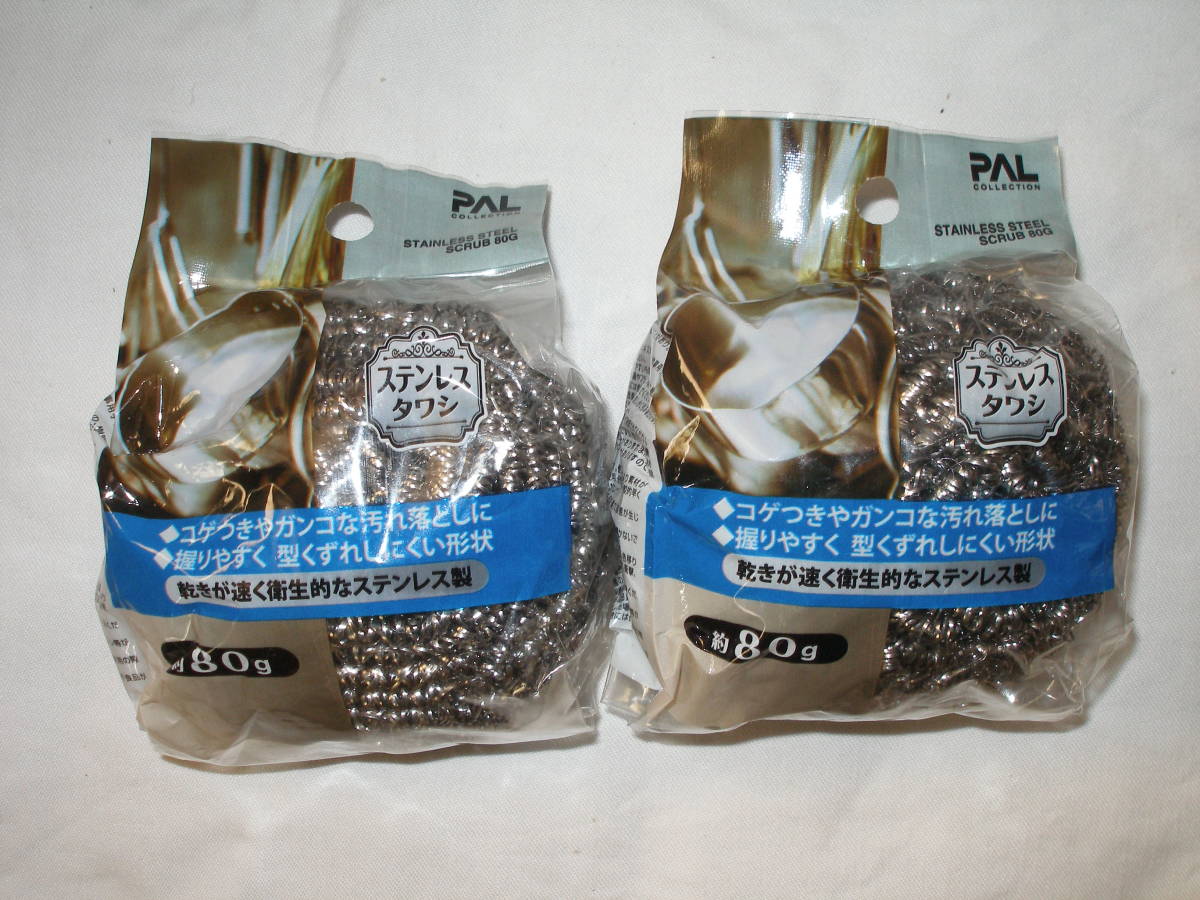 PAL
COLLECTION
STAINLESS STEEL
SCRUB 80G
ステンレス
タワシ
◆コゲつきやガンコな汚れ落としに
◆握りやすく 型くずれしにくい形状
乾きが速く衛生的なステンレス製
80g
PAL
COLLECTION
STAINLESS STEEL
SCRUB 80G
ステンレス
タワシ
◆コゲつきやガンコな汚れ落としに
◆握りやすく 型くずれしにくい形状
乾きが速く衛生的なステンレス製
約80g